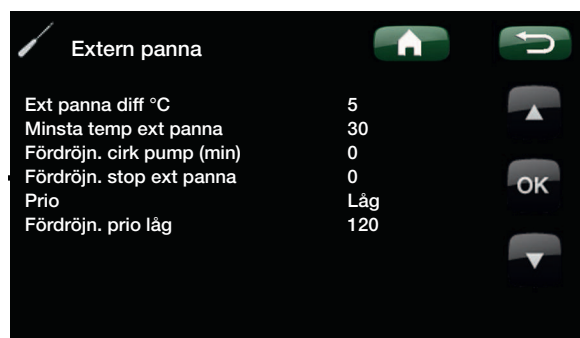 Extern panna
Ext panna diff °C 5
Minsta temp ext panna 30
Fördröjn. cirk pump (min) 0
Fördröjn. stop ext panna 0
Prio Låg
Fördröjn. prio låg 120
OK